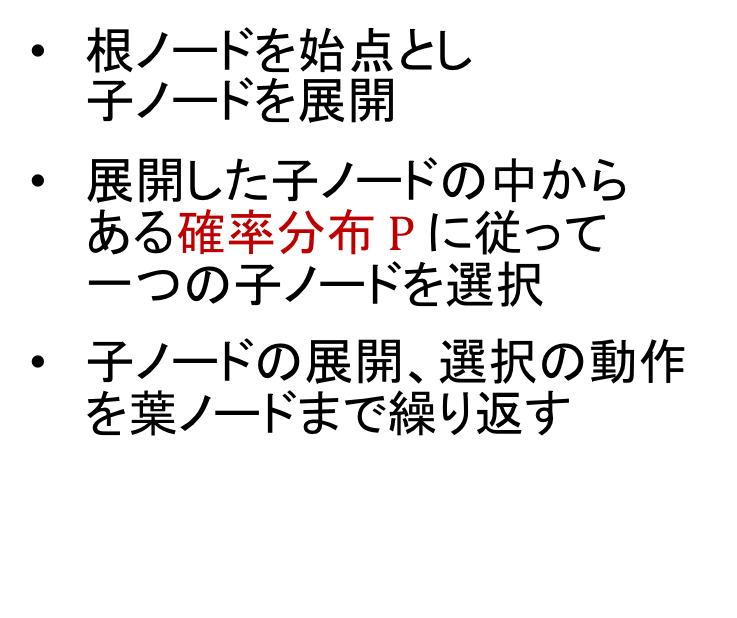 • 根ノードを始点とし
子ノードを展開
• 展開した子ノードの中から
ある確率分布 P に従って
一つの子ノードを選択
• 子ノードの展開、選択の動作
を葉ノードまで繰り返す